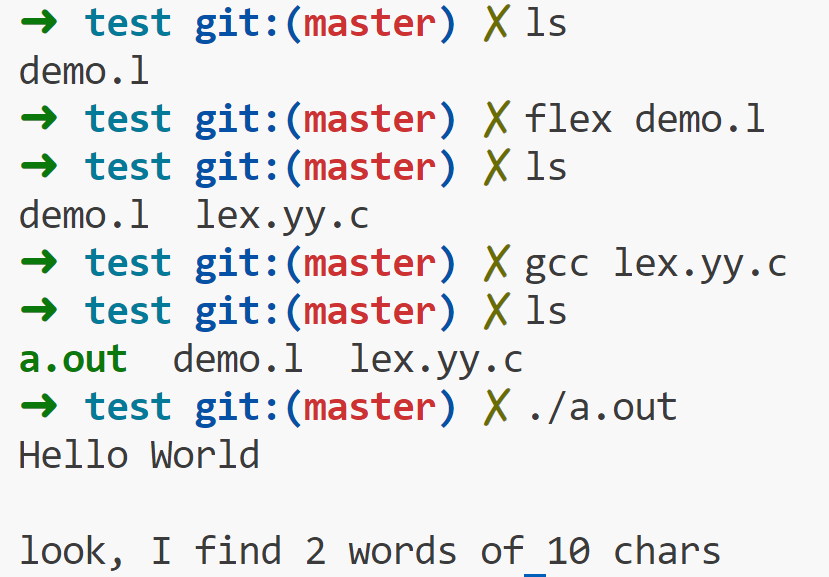 ➜ test git:(master) ✗ ls
demo.l
➜ test git:(master) ✗ flex demo.l
➜ test git:(master) ✗ ls
demo.l  lex.yy.c
➜ test git:(master) ✗ gcc lex.yy.c
➜ test git:(master) ✗ ls
a.out  demo.l  lex.yy.c
➜ test git:(master) ✗ ./a.out
Hello World
look, I find 2 words of 10 chars